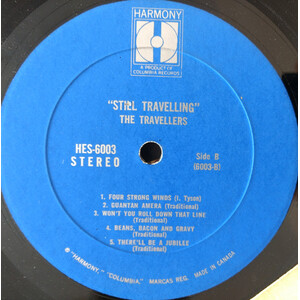 HARMONY
A PRODUCT OF
COLUMBIA RECORDS
"STILL TRAVELLING"
THE TRAVELLERS
HES-6003
STEREO
Side B
(6003-B)
1. FOUR STRONG WINDS (I. Tyson)
2. GUANTAN AMERA (Traditional)
3. WON'T YOU ROLL DOWN THAT LINE
(Traditional)
4. BEANS, BACON AND GRAVY
(Traditional)
5. THERE'LL BE A JUBILEE
(Traditional)
"HARMONY," "COLUMBIA," MARCAS REG. MADE IN CANADA